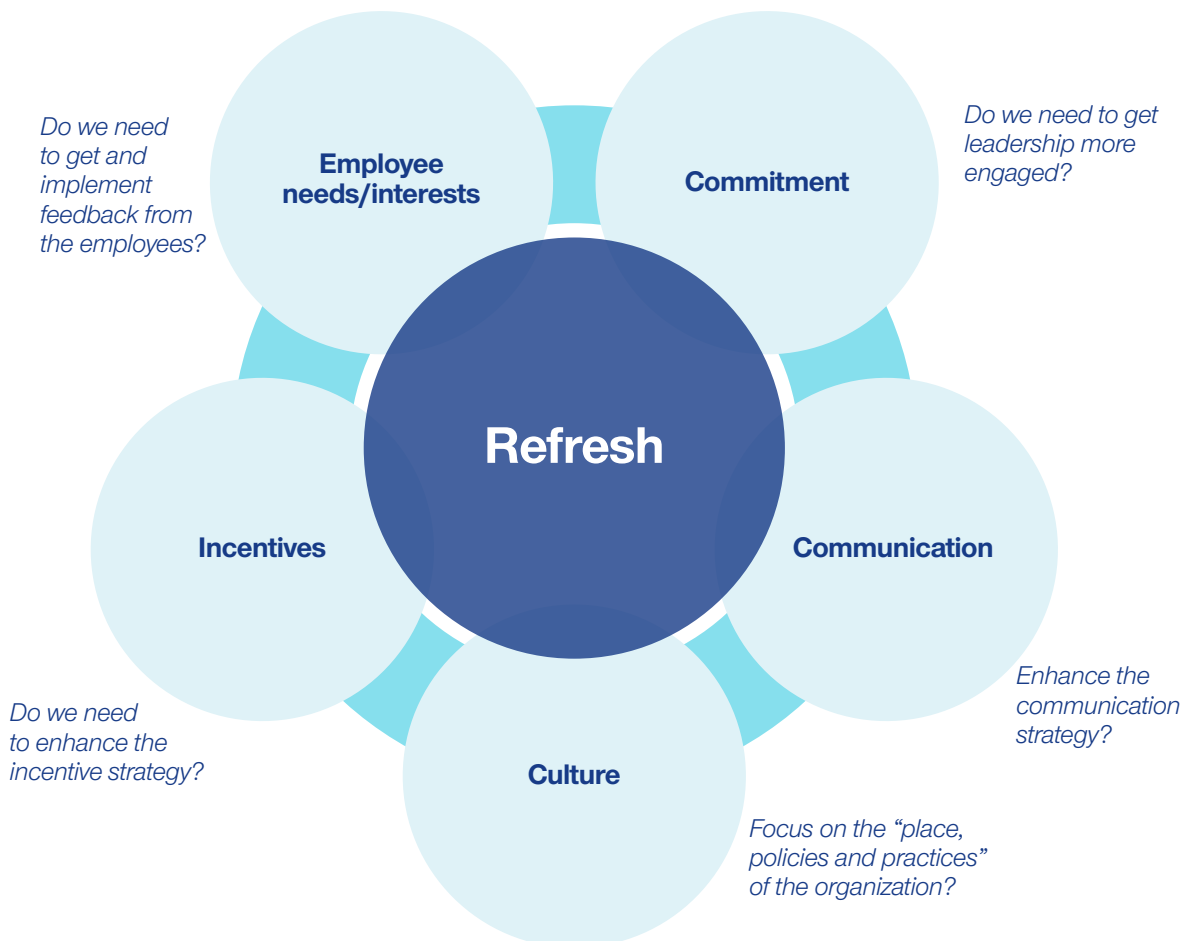 Do we need
to get and
implement
feedback from
the employees?
Employee
needs/interests
Commitment
Do we need to get
leadership more
engaged?
Refresh
Incentives
Communication
Do we need
to enhance the
incentive strategy?
Culture
Enhance the
communication
strategy?
Focus on the “place,
policies and practices”
of the organization?